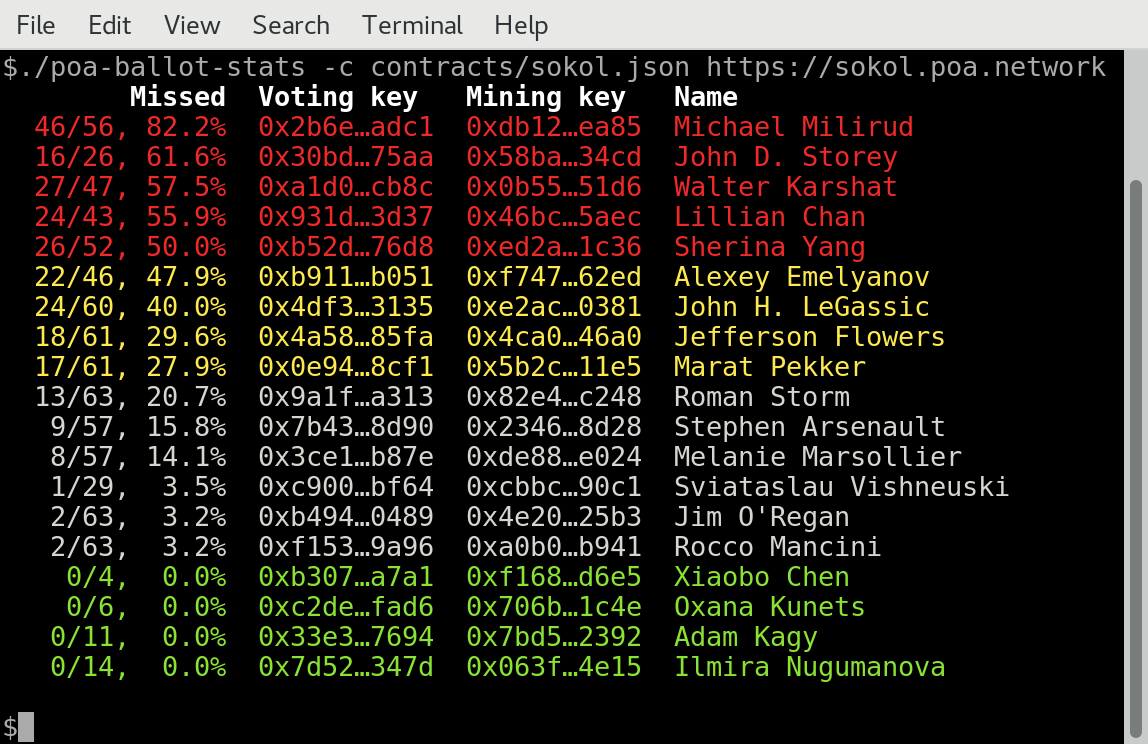 File Edit View Search Terminal Help
$./poa-ballot-stats -c contracts/sokol.json https://sokol.poa.network
Missed Voting key Mining key Name
46/56, 82.2% 0x2b6e…adc1 0xdb12…ea85 Michael Milirud
16/26, 61.6% 0x30bd…75aa 0x58ba…34cd John D. Storey
27/47, 57.5% 0xa1d0…cb8c 0x0b55…51d6 Walter Karshat
24/43, 55.9% 0x931d…3d37 0x46bc…5aec Lillian Chan
26/52, 50.0% 0xb52d…76d8 0xed2a…1c36 Sherina Yang
22/46, 47.9% 0xb911…b051 0xf747…62ed Alexey Emelyanov
24/60, 40.0% 0x4df3…3135 0xe2ac…0381 John H. LeGassic
18/61, 29.6% 0x4a58…85fa 0x4ca0…46a0 Jefferson Flowers
17/61, 27.9% 0x0e94…8cf1 0x5b2c…11e5 Marat Pekker
13/63, 20.7% 0x9a1f…a313 0x82e4…c248 Roman Storm
9/57, 15.8% 0x7b43…8d90 0x2346…8d28 Stephen Arsenault
8/57, 14.1% 0x3ce1…b87e 0xde88…e024 Melanie Marsollier
1/29, 3.5% 0xc900…bf64 0xcbbc…90c1 Sviataslau Vishneuski
2/63, 3.2% 0xb494…0489 0x4e20…25b3 Jim O'Regan
2/63, 3.2% 0xf153…9a96 0xa0b0…b941 Rocco Mancini
0/4, 0.0% 0xb307…a7a1 0xf168…d6e5 Xiaobo Chen
0/6, 0.0% 0xc2de…fad6 0x706b…1c4e Oxana Kunets
0/11, 0.0% 0x33e3…7694 0x7bd5…2392 Adam Kagy
0/14, 0.0% 0x7d52…347d 0x063f…4e15 Ilmira Nugumanova
$